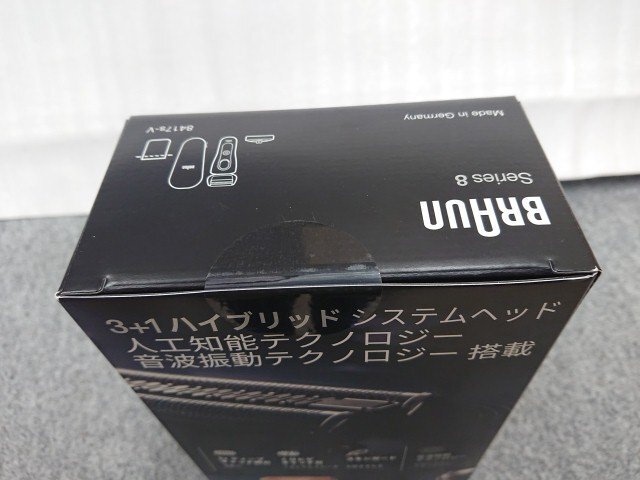 BRAUN
Series 8
Made in Germany
8417s-V
3+1 ハイブリッド システムヘッド
人工知能テクノロジー
音波振動テクノロジー 搭載